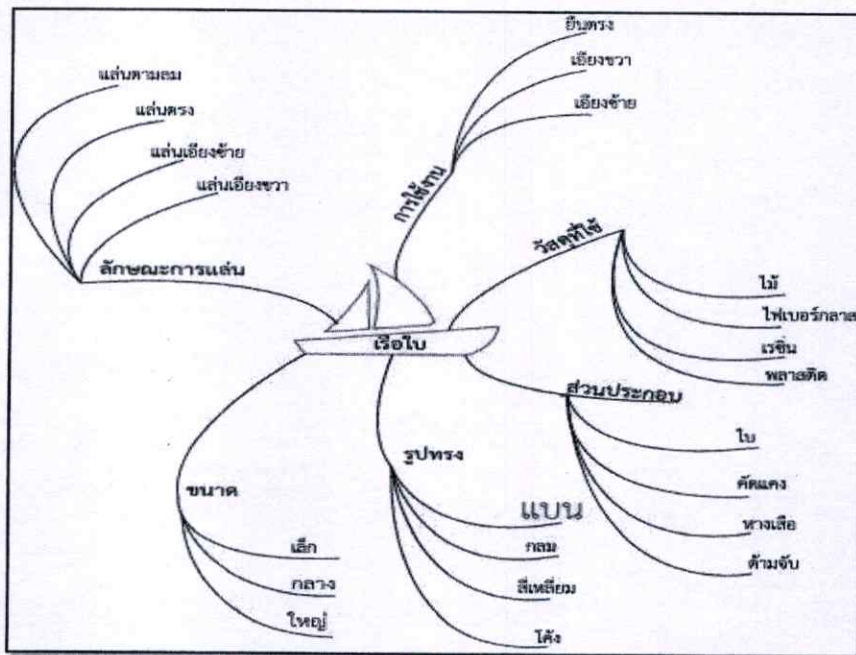 เรือใบ
การใช้งาน
ยืนตรง
เอียงขวา
เอียงซ้าย
วัสดุที่ใช้
ไม้
ไฟเบอร์กลาส
เรซิ่น
พลาสติค
ส่วนประกอบ
ใบ
คัดแคง
หางเสือ
ด้ามจับ
รูปทรง
แบน
กลม
สี่เหลี่ยม
โค้ง
ขนาด
เล็ก
กลาง
ใหญ่
ลักษณะการแล่น
แล่นตามลม
แล่นตรง
แล่นเอียงซ้าย
แล่นเอียงขวา